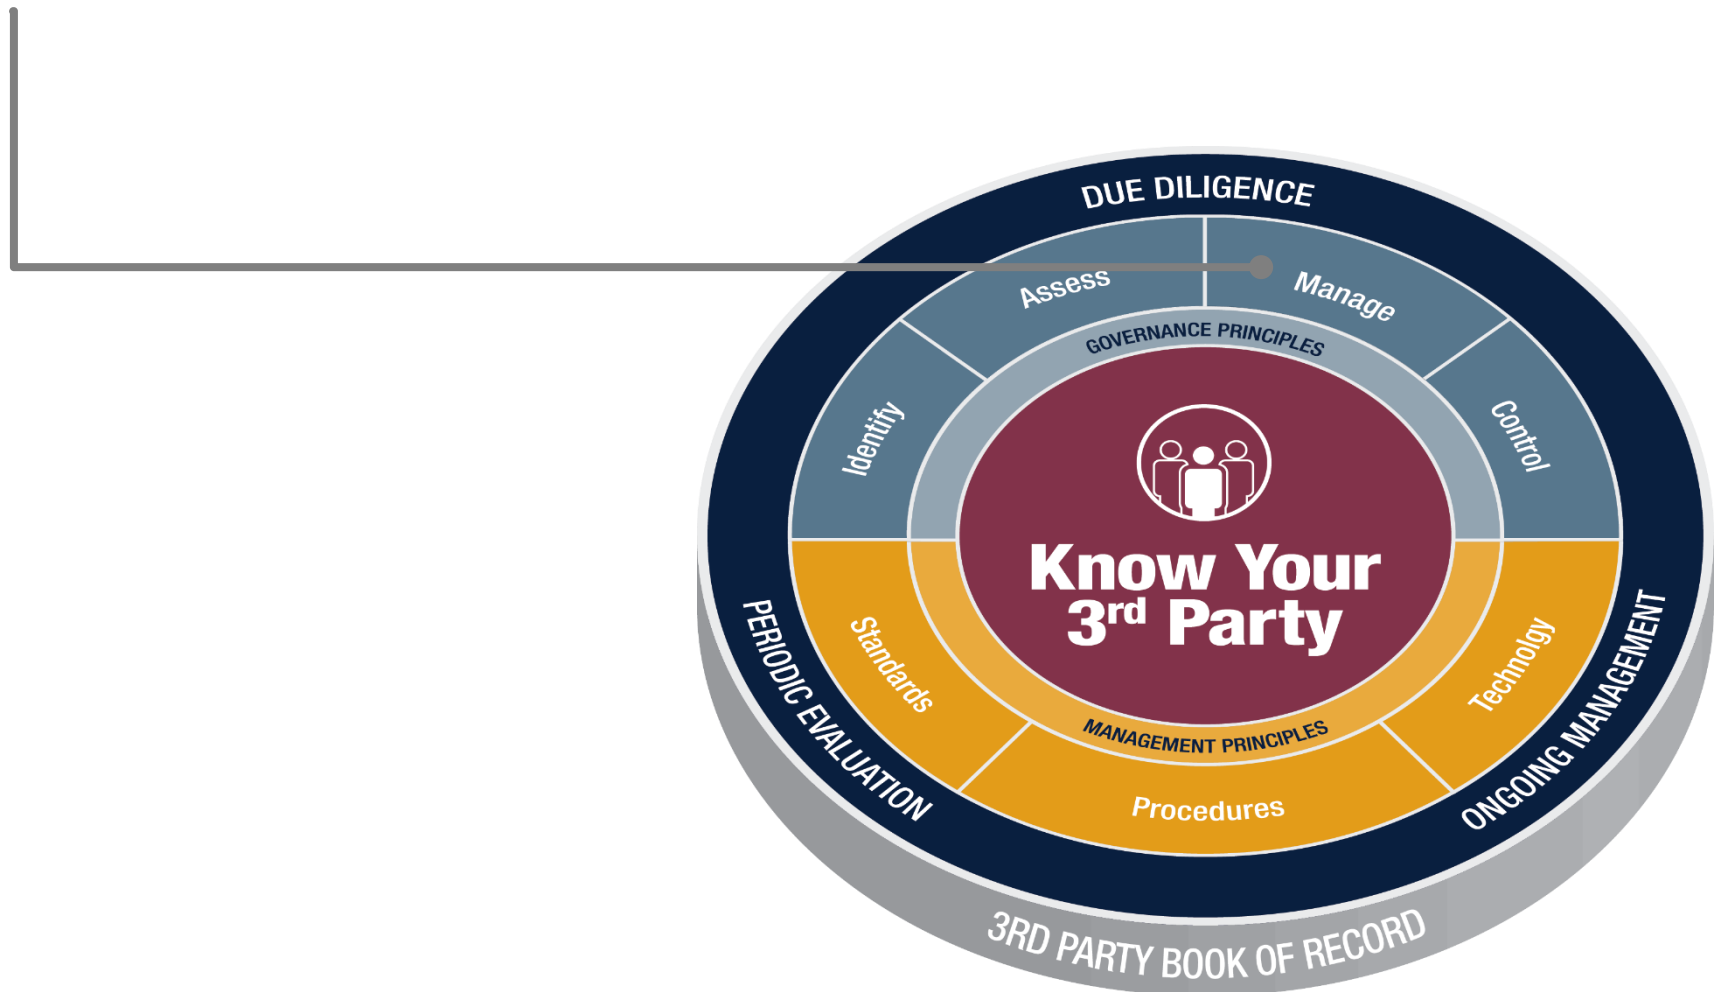 DUE DILIGENCE
Assess
Manage
GOVERNANCE PRINCIPLES
Identify
Control
Know Your
3rd Party
PERIODIC EVALUATION
Standards
Technolgy
ONGOING MANAGEMENT
MANAGEMENT PRINCIPLES
Procedures
3RD PARTY BOOK OF RECORD